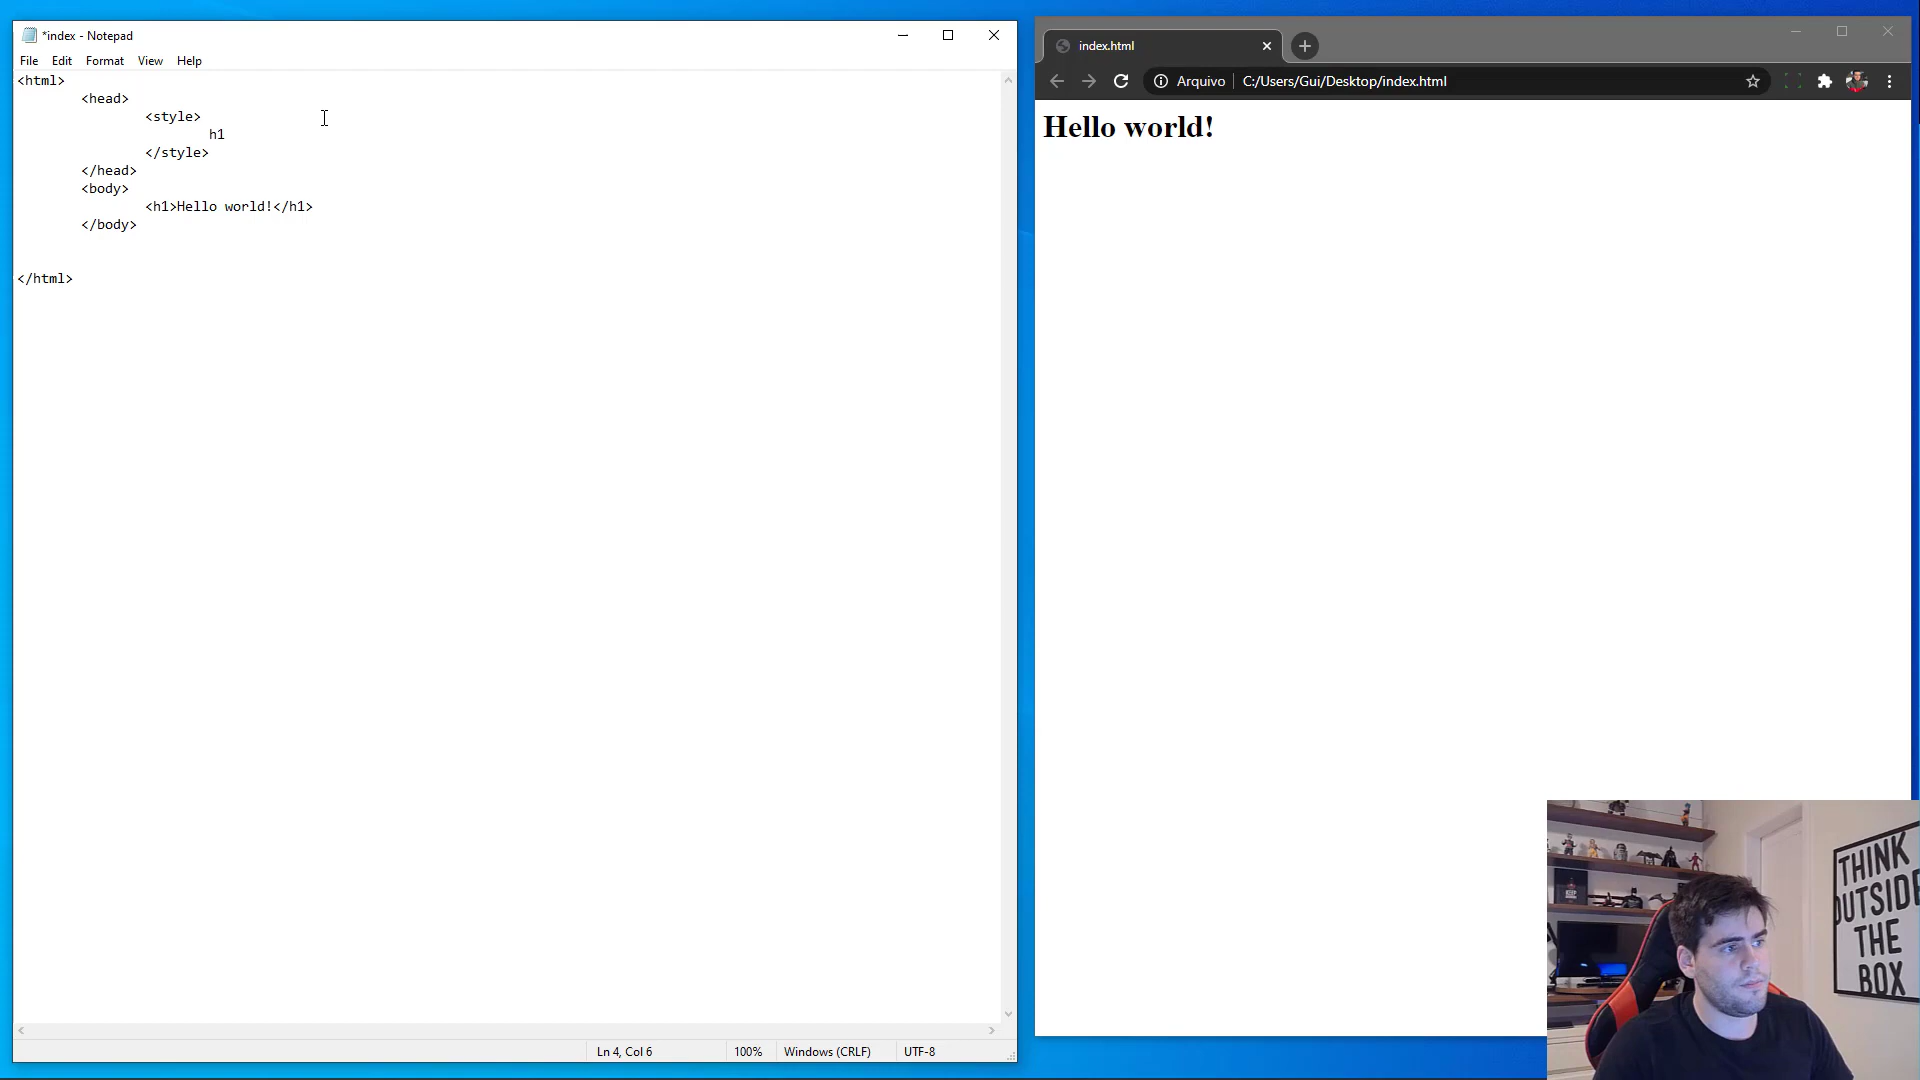 *index - Notepad
File Edit Format View Help
<html>
<head>
<style>
h1
</style>
</head>
<body>
<h1>Hello world!</h1>
</body>
</html>
Ln 4, Col 6
100%
Windows (CRLF)
UTF-8
index.html
Arquivo
C:/Users/Gui/Desktop/index.html
Hello world!
THINK
OUTSIDE
THE
BOX